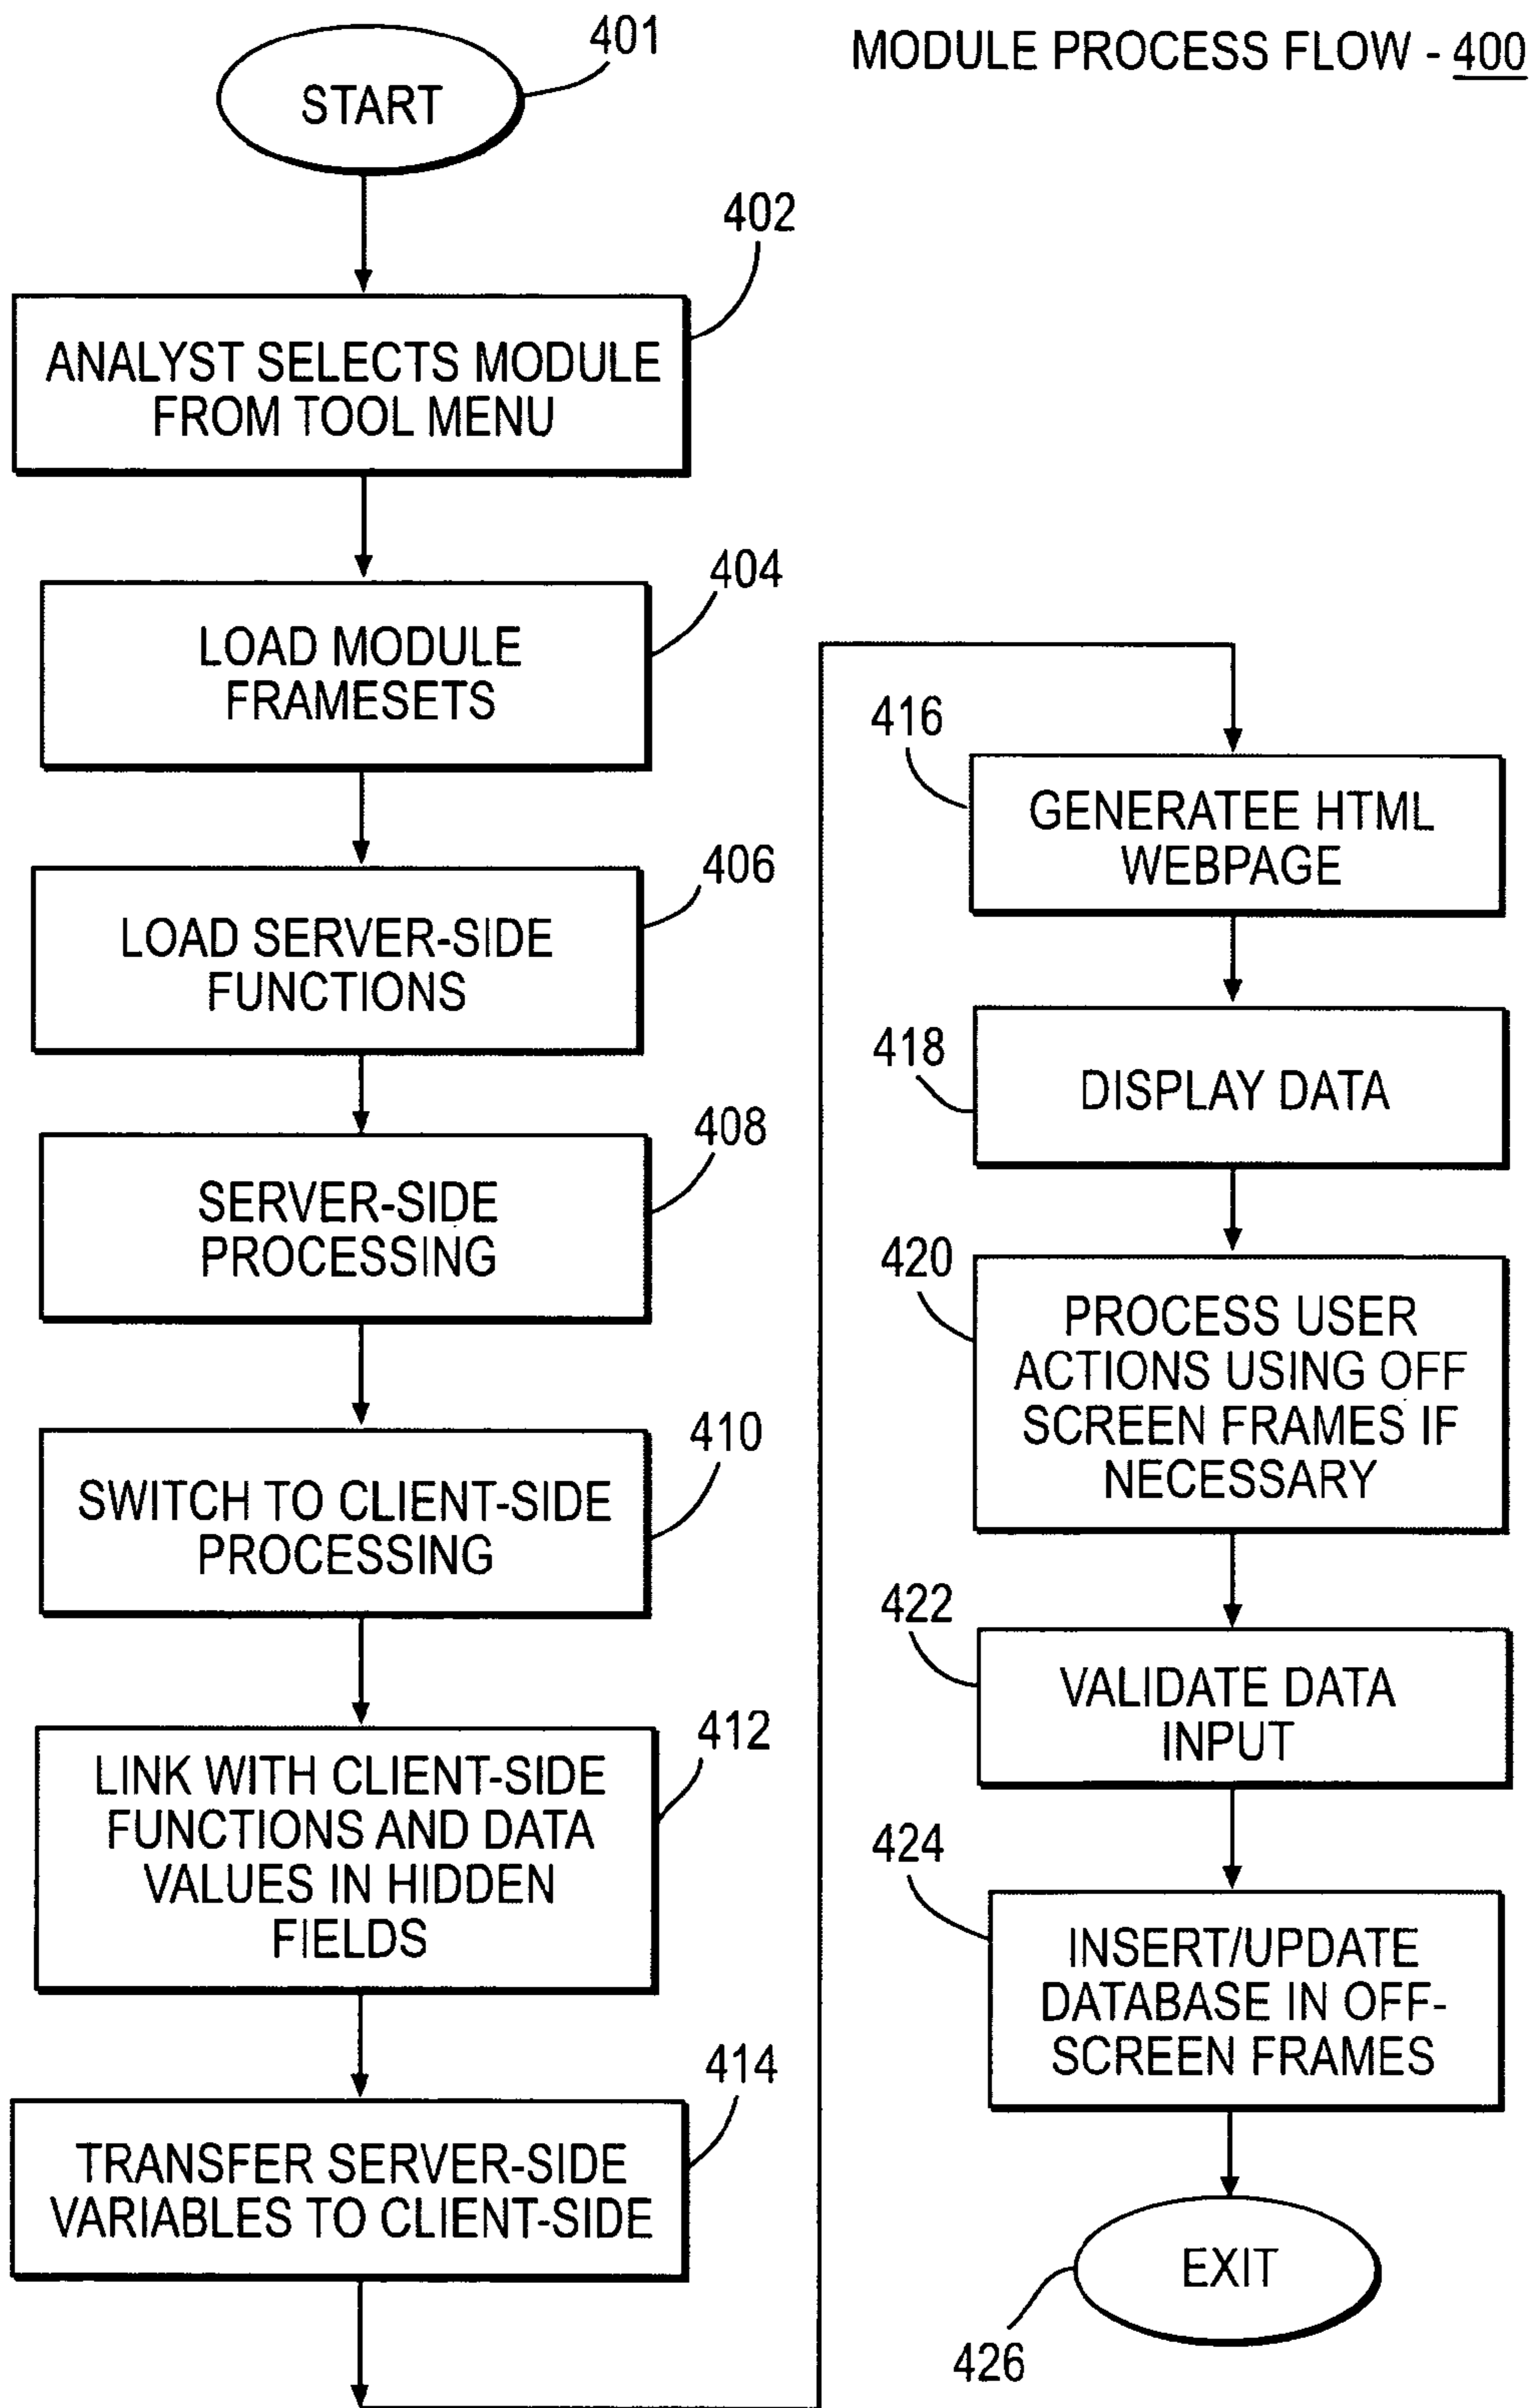 MODULE PROCESS FLOW - 400
401
START
402
ANALYST SELECTS MODULE
FROM TOOL MENU
404
LOAD MODULE
FRAMESETS
406
LOAD SERVER-SIDE
FUNCTIONS
408
SERVER-SIDE
PROCESSING
410
SWITCH TO CLIENT-SIDE
PROCESSING
412
LINK WITH CLIENT-SIDE
FUNCTIONS AND DATA
VALUES IN HIDDEN
FIELDS
414
TRANSFER SERVER-SIDE
VARIABLES TO CLIENT-SIDE
416
GENERATEE HTML
WEBPAGE
418
DISPLAY DATA
420
PROCESS USER
ACTIONS USING OFF
SCREEN FRAMES IF
NECESSARY
422
VALIDATE DATA
INPUT
424
INSERT/UPDATE
DATABASE IN OFF-
SCREEN FRAMES
EXIT
426